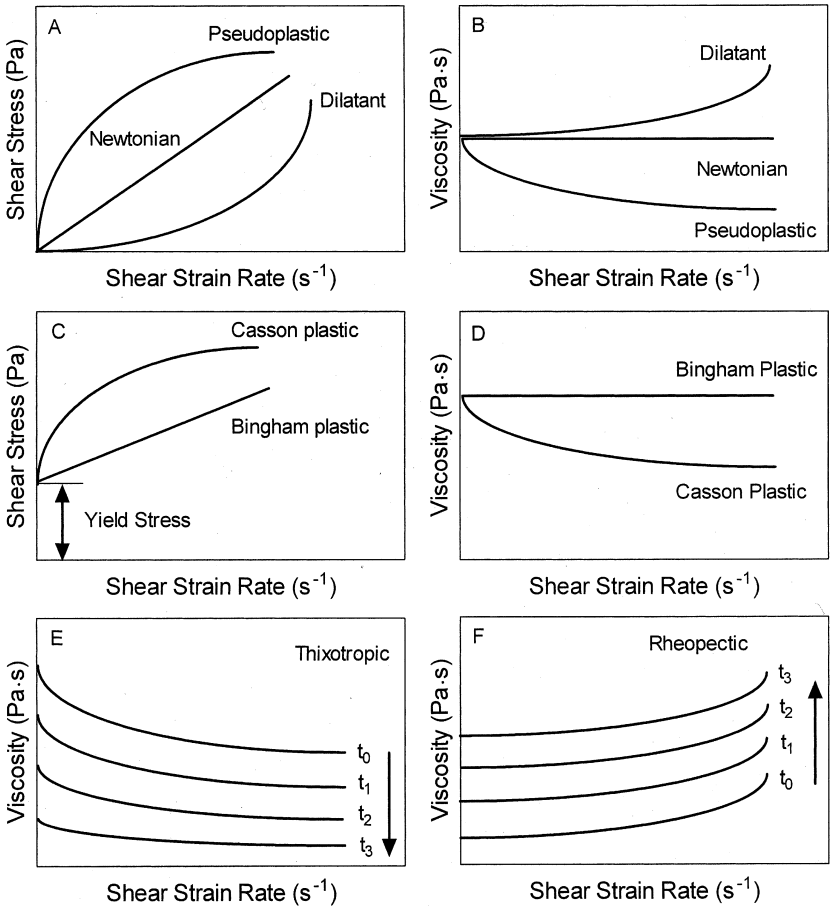 A
Pseudoplastic
Newtonian
Dilatant
Shear Stress (Pa)
Shear Strain Rate (s⁻¹)
B
Dilatant
Newtonian
Pseudoplastic
Viscosity (Pa·s)
Shear Strain Rate (s⁻¹)
C
Casson plastic
Bingham plastic
Yield Stress
Shear Stress (Pa)
Shear Strain Rate (s⁻¹)
D
Bingham Plastic
Casson Plastic
Viscosity (Pa·s)
Shear Strain Rate (s⁻¹)
E
Thixotropic
t₀
t₁
t₂
t₃
Viscosity (Pa·s)
Shear Strain Rate (s⁻¹)
F
Rheopectic
t₃
t₂
t₁
t₀
Viscosity (Pa·s)
Shear Strain Rate (s⁻¹)